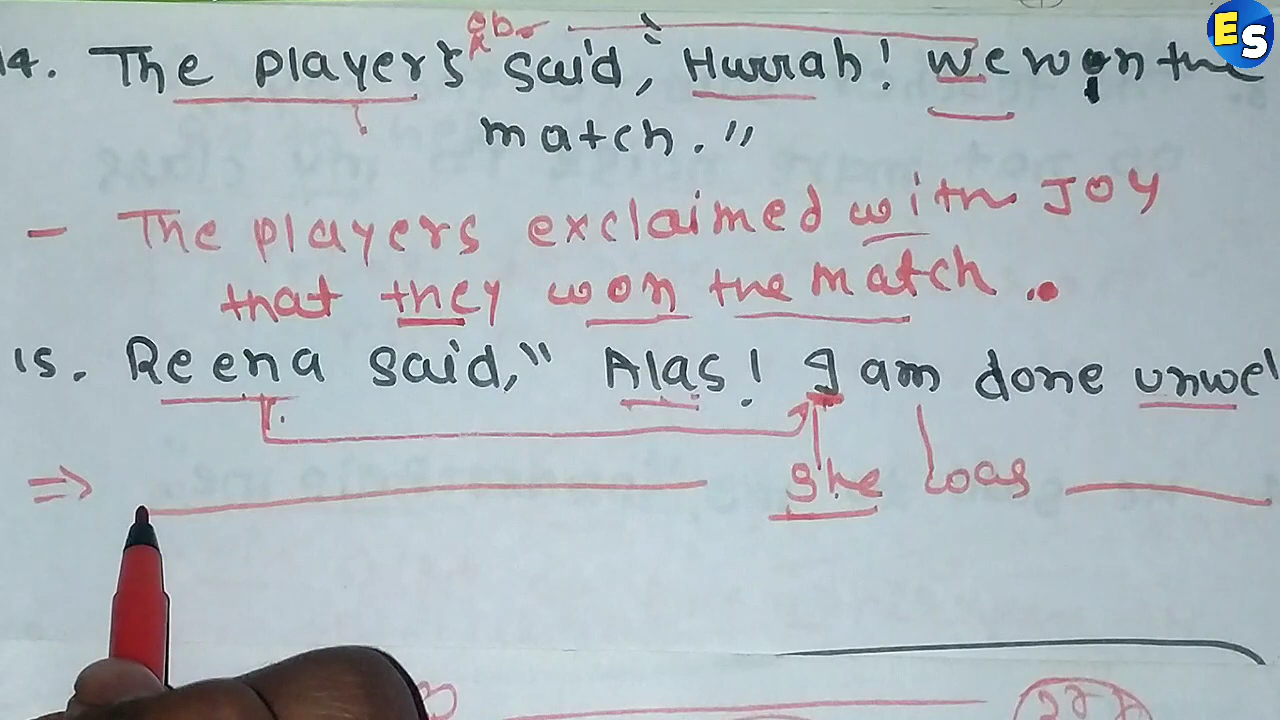 ES
14. The players said, "Hurrah! we won the
match."
- The players exclaimed with JOY
that they won the match.
15. Reena said, " Alas! I am done unwel
⇒ she was